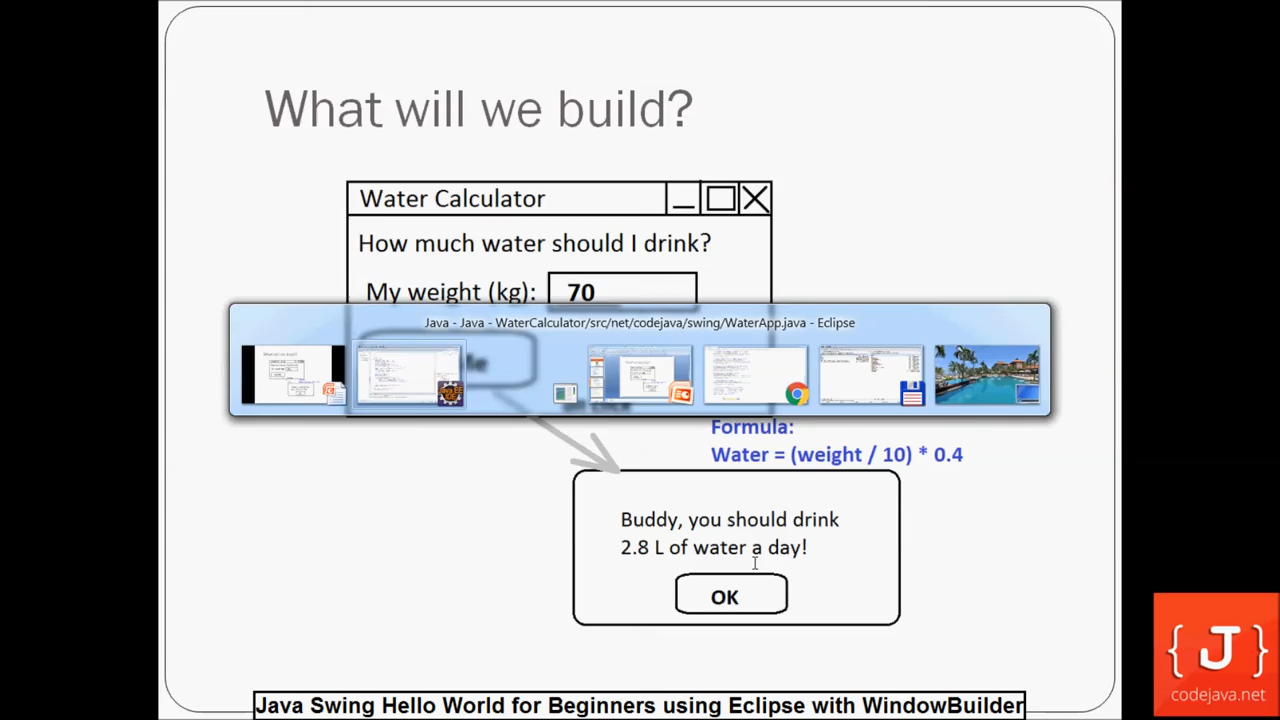 What will we build?
Water Calculator
How much water should I drink?
My weight (kg): 70
Java - Java - WaterCalculator/src/net/codejava/swing/WaterApp.java - Eclipse
Formula:
Water = (weight / 10) * 0.4
Buddy, you should drink
2.8 L of water a day!
OK
{ J }
codejava.net
Java Swing Hello World for Beginners using Eclipse with WindowBuilder